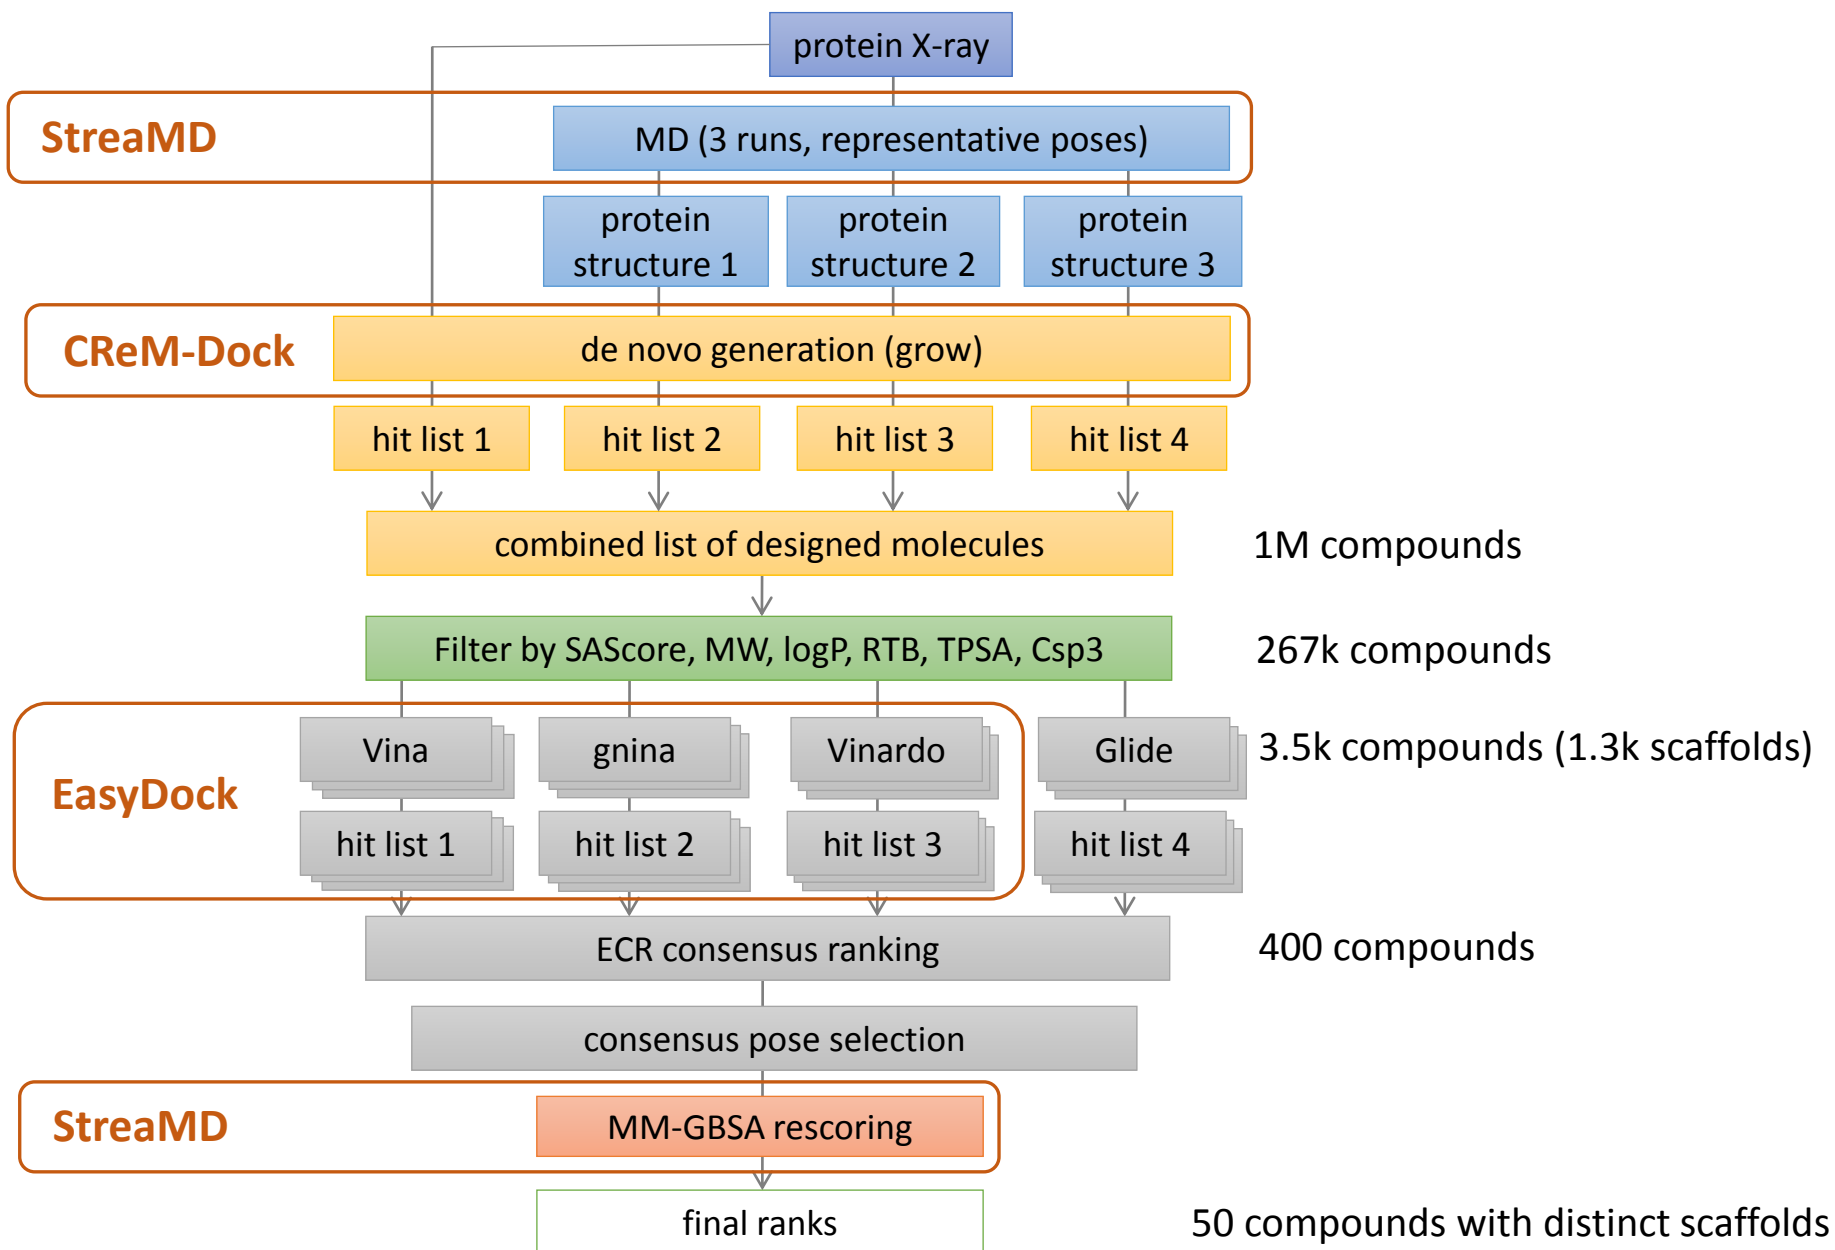 protein X-ray
StreaMD
MD (3 runs, representative poses)
protein
structure 1
protein
structure 2
protein
structure 3
CReM-Dock
de novo generation (grow)
hit list 1
hit list 2
hit list 3
hit list 4
combined list of designed molecules
1M compounds
Filter by SAScore, MW, logP, RTB, TPSA, Csp3
267k compounds
EasyDock
Vina
gnina
Vinardo
Glide
3.5k compounds (1.3k scaffolds)
hit list 1
hit list 2
hit list 3
hit list 4
ECR consensus ranking
400 compounds
consensus pose selection
StreaMD
MM-GBSA rescoring
final ranks
50 compounds with distinct scaffolds